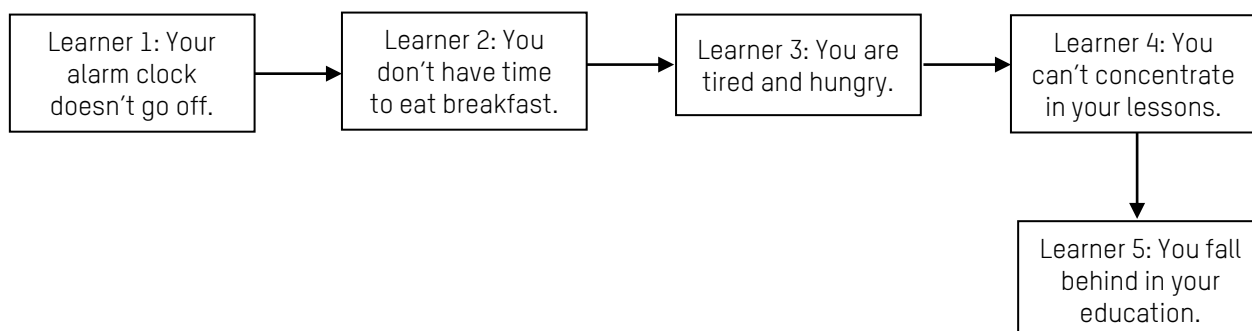 Learner 1: Your
alarm clock
doesn't go off.
Learner 2: You
don't have time
to eat breakfast.
Learner 3: You are
tired and hungry.
Learner 4: You
can't concentrate
in your lessons.
Learner 5: You fall
behind in your
education.